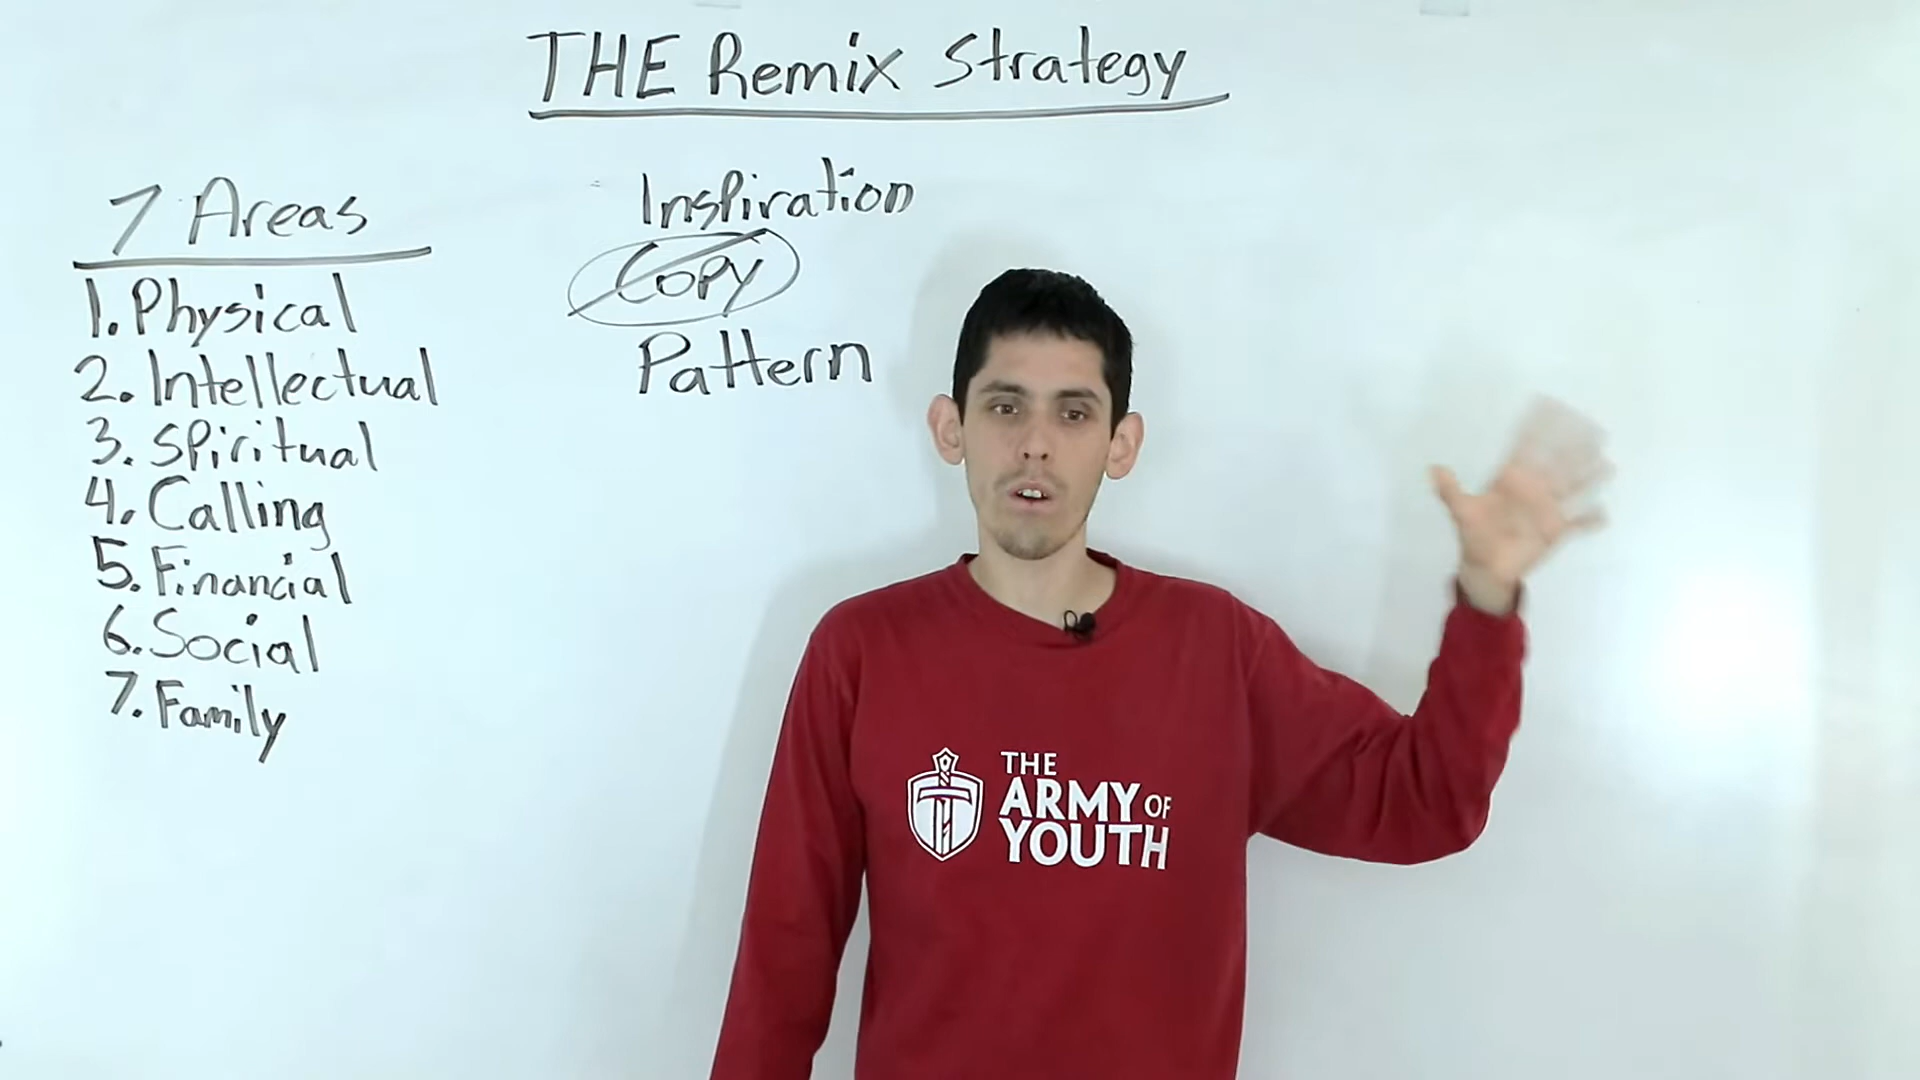 THE Remix Strategy
7 Areas
1. Physical
2. Intellectual
3. Spiritual
4. Calling
5. Financial
6. Social
7. Family
Inspiration
Copy
Pattern
THE
ARMY OF
YOUTH